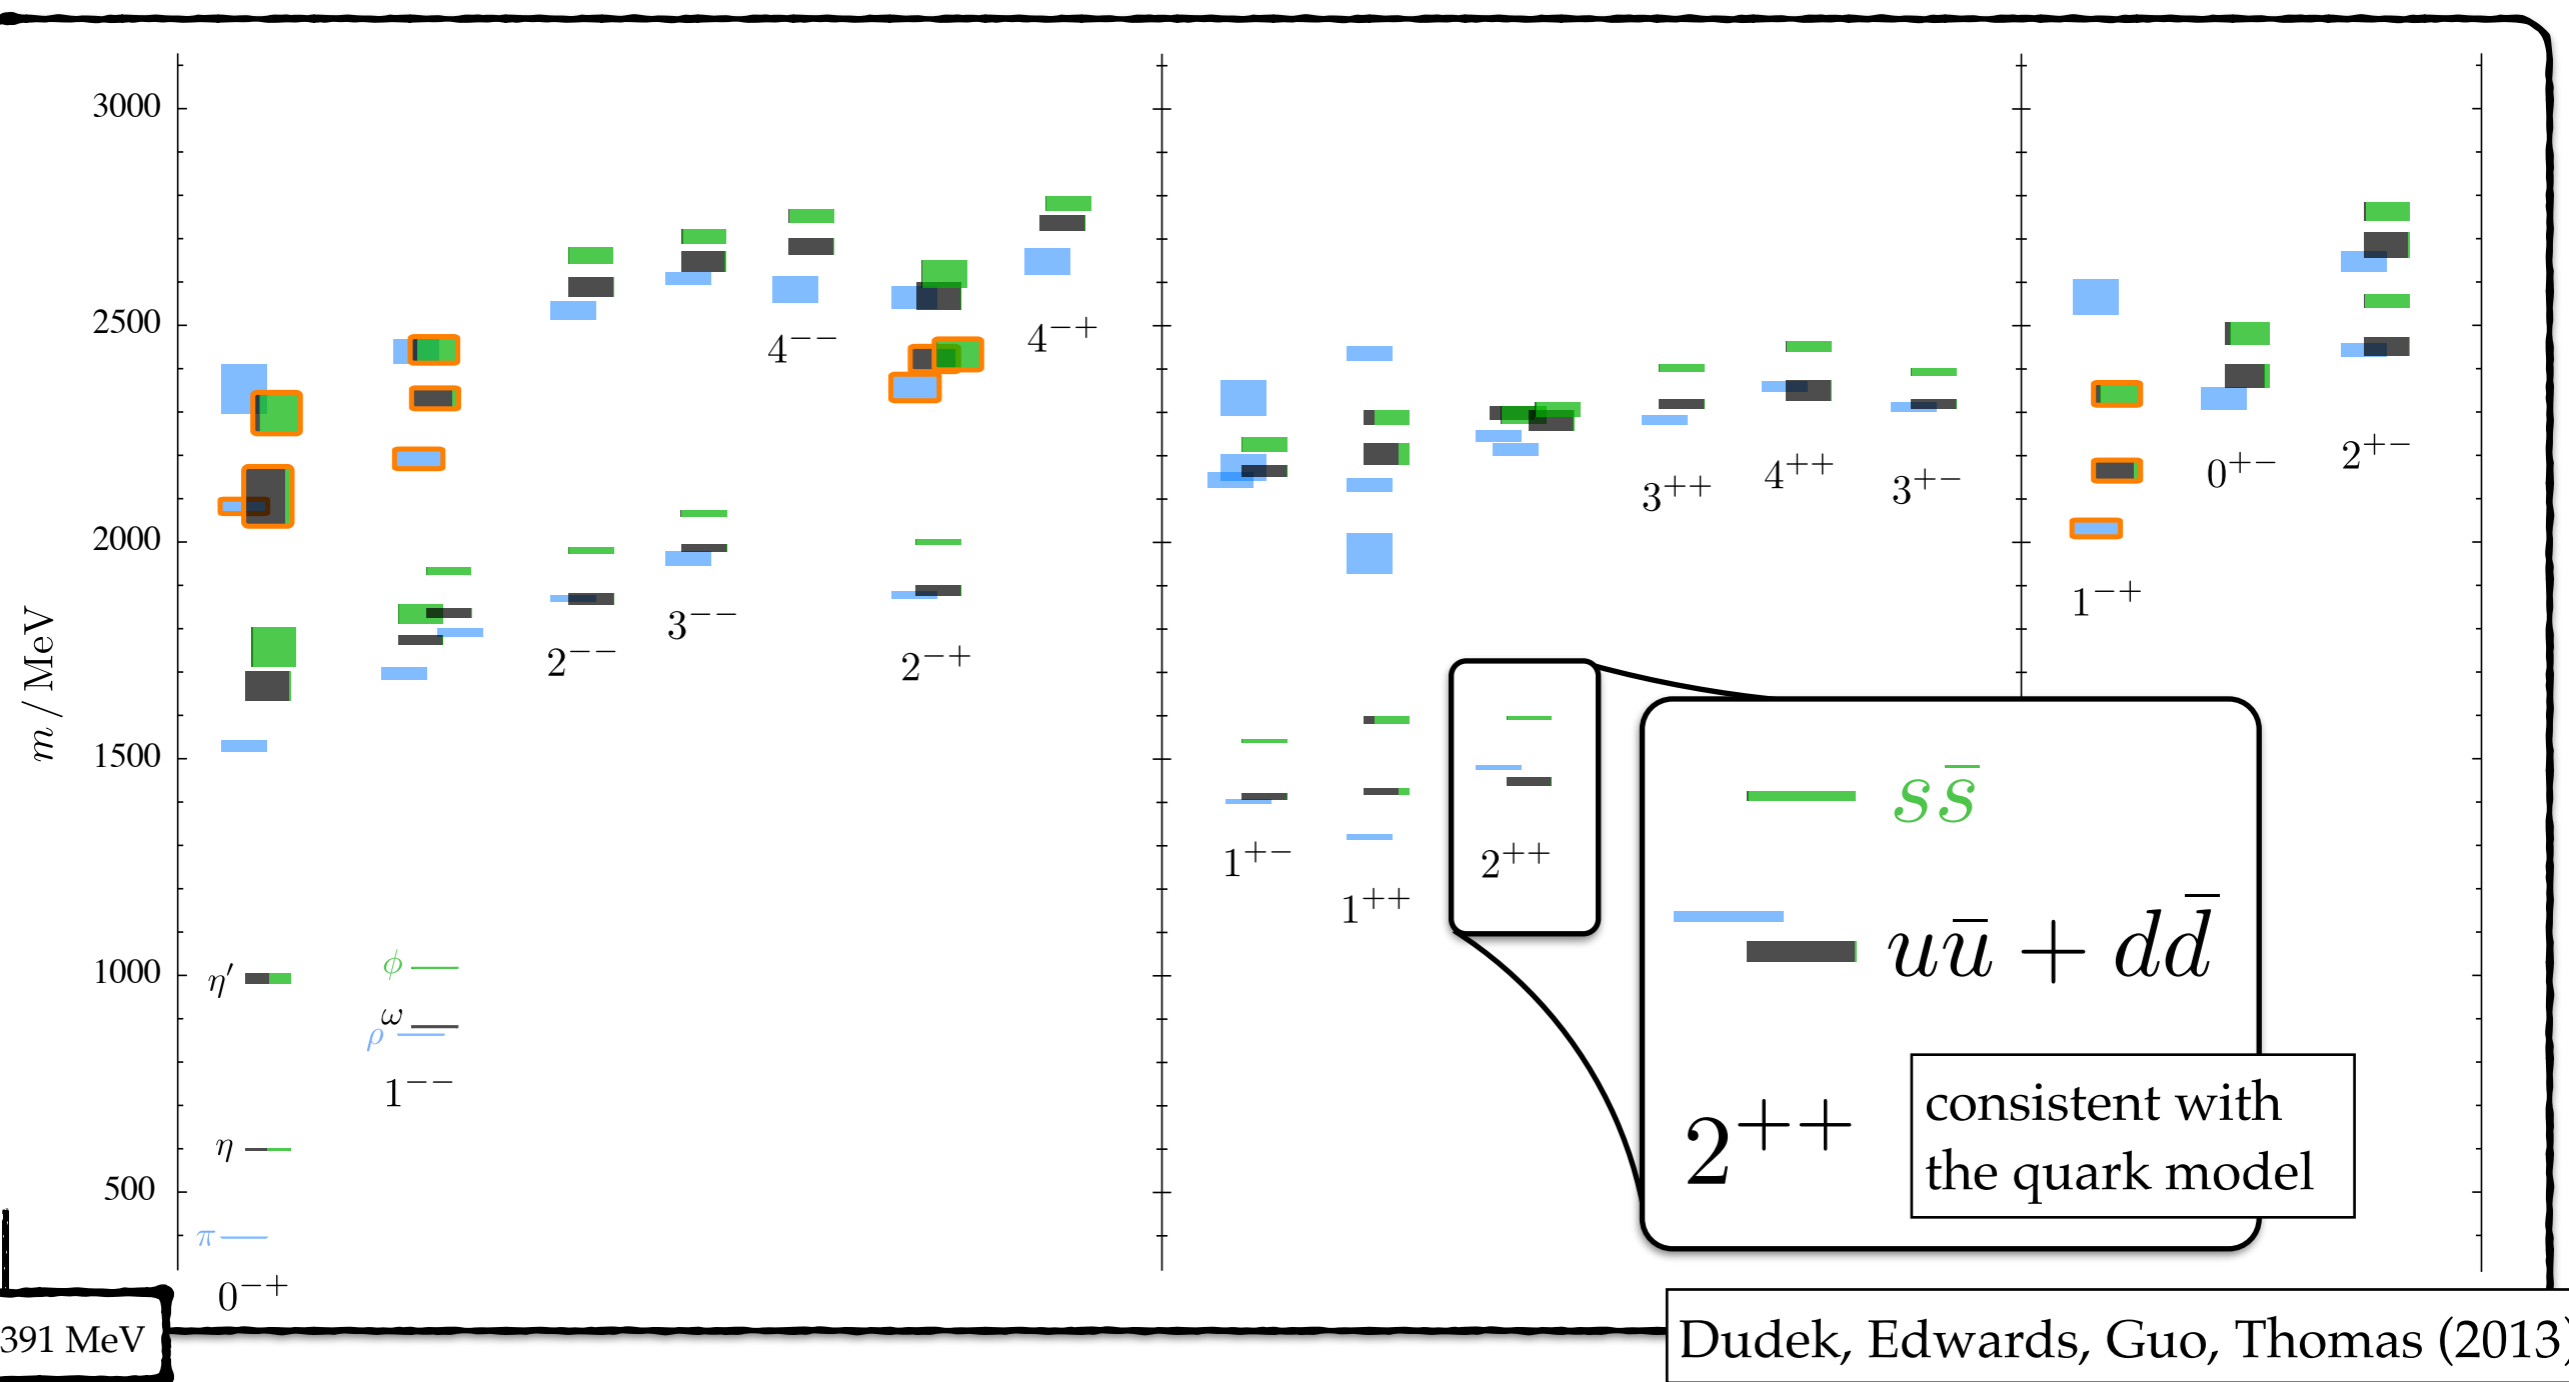 3000
2500
2000
1500
1000
500
m / MeV
4⁻⁻
4⁻⁺
2⁻⁻
3⁻⁻
2⁻⁺
η′
ϕ
ω
ρ
1⁻⁻
η
π
0⁻⁺
3⁺⁺
4⁺⁺
3⁺⁻
1⁺⁻
1⁺⁺
2⁺⁺
0⁺⁻
2⁺⁻
1⁻⁺
ss̄
uū + dd̄
2⁺⁺
consistent with
the quark model
391 MeV
Dudek, Edwards, Guo, Thomas (2013)